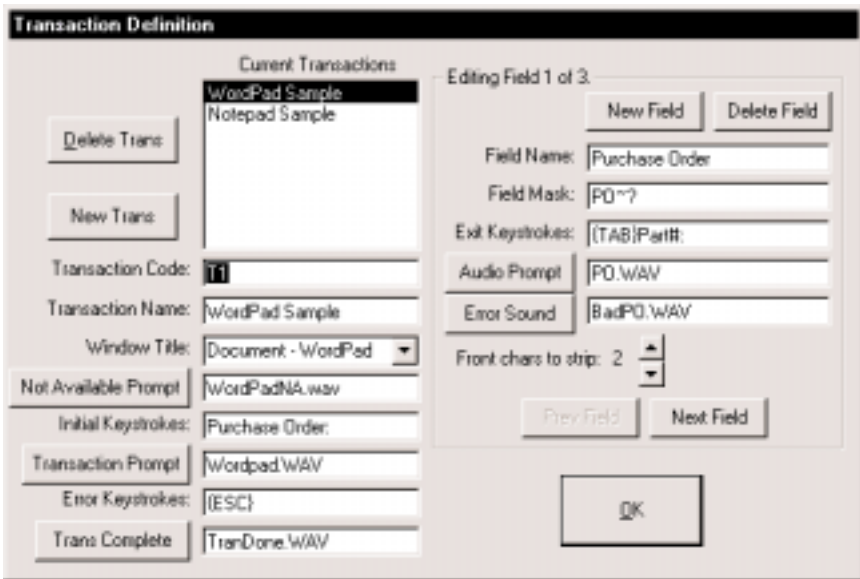 Transaction Definition
Current Transactions
WordPad Sample
Notepad Sample
Delete Trans
New Trans
Transaction Code: T1
Transaction Name: WordPad Sample
Window Title: Document - WordPad
Not Available Prompt WordPadNA.wav
Initial Keystrokes: Purchase Order:
Transaction Prompt Wordpad.WAV
Error Keystrokes: {ESC}
Trans Complete TranDone.WAV
Editing Field 1 of 3.
New Field Delete Field
Field Name: Purchase Order
Field Mask: PO~?
Exit Keystrokes: {TAB}Part#:
Audio Prompt PO.WAV
Error Sound BadPO.WAV
Front chars to strip: 2
Prev Field Next Field
OK